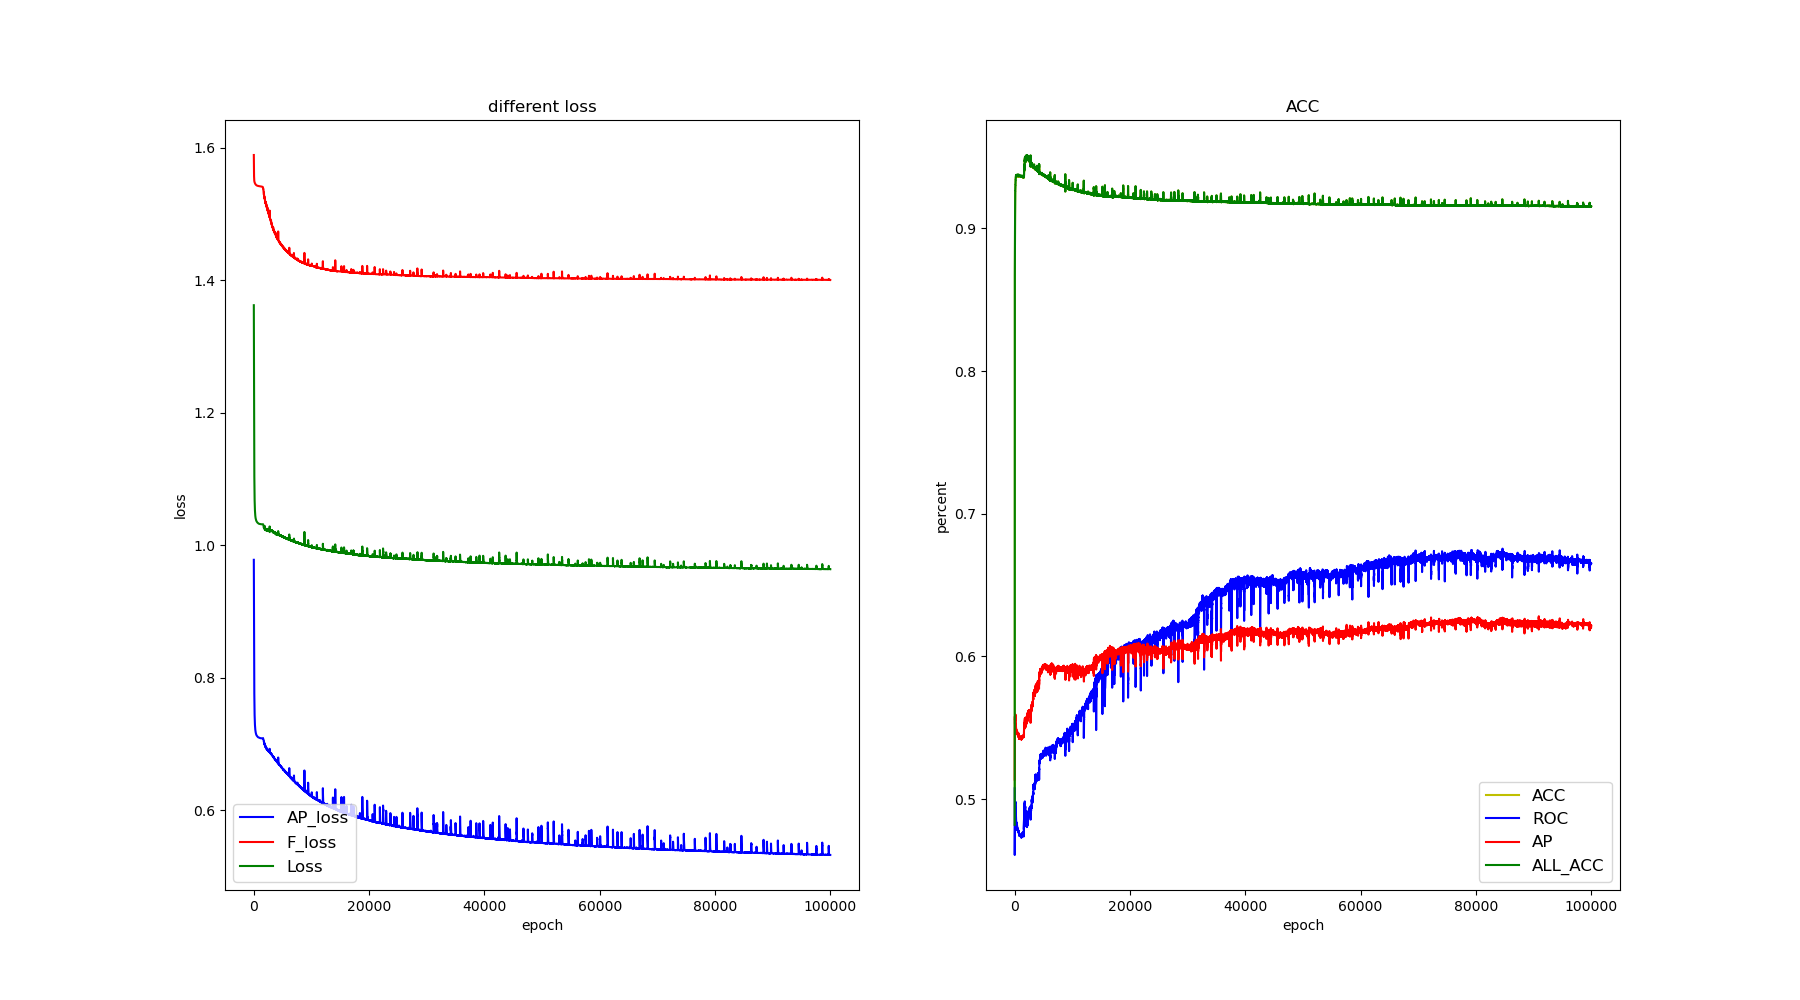 different loss
1.6
1.4
1.2
1.0
0.8
0.6
loss
AP_loss
F_loss
Loss
0 20000 40000 60000 80000 100000
epoch
ACC
0.9
0.8
0.7
0.6
0.5
percent
ACC
ROC
AP
ALL_ACC
0 20000 40000 60000 80000 100000
epoch